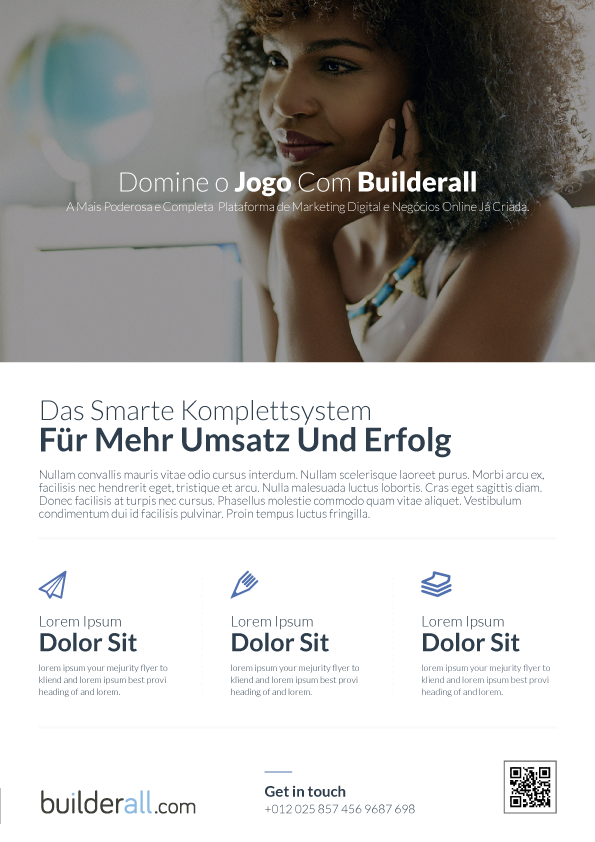 Domine o Jogo Com Builderall
A Mais Poderosa e Completa Plataforma de Marketing Digital e Negócios Online Já Criada.
Das Smarte Komplettsystem
Für Mehr Umsatz Und Erfolg
Nullam convallis mauris vitae odio cursus interdum. Nullam scelerisque laoreet purus. Morbi arcu ex,
facilisis nec hendrerit eget, tristique et arcu. Nulla malesuada luctus lobortis. Cras eget sagittis diam.
Donec facilisis at turpis nec cursus. Phasellus molestie commodo quam vitae aliquet. Vestibulum
condimentum dui id facilisis pulvinar. Proin tempus luctus fringilla.
Lorem Ipsum
Dolor Sit
lorem ipsum your mejurity flyer to
kliend and lorem ipsum best provi
heading of and lorem.
Lorem Ipsum
Dolor Sit
lorem ipsum your mejurity flyer to
kliend and lorem ipsum best provi
heading of and lorem.
Lorem Ipsum
Dolor Sit
lorem ipsum your mejurity flyer to
kliend and lorem ipsum best provi
heading of and lorem.
builderall.com
Get in touch
+012 025 857 456 9687 698